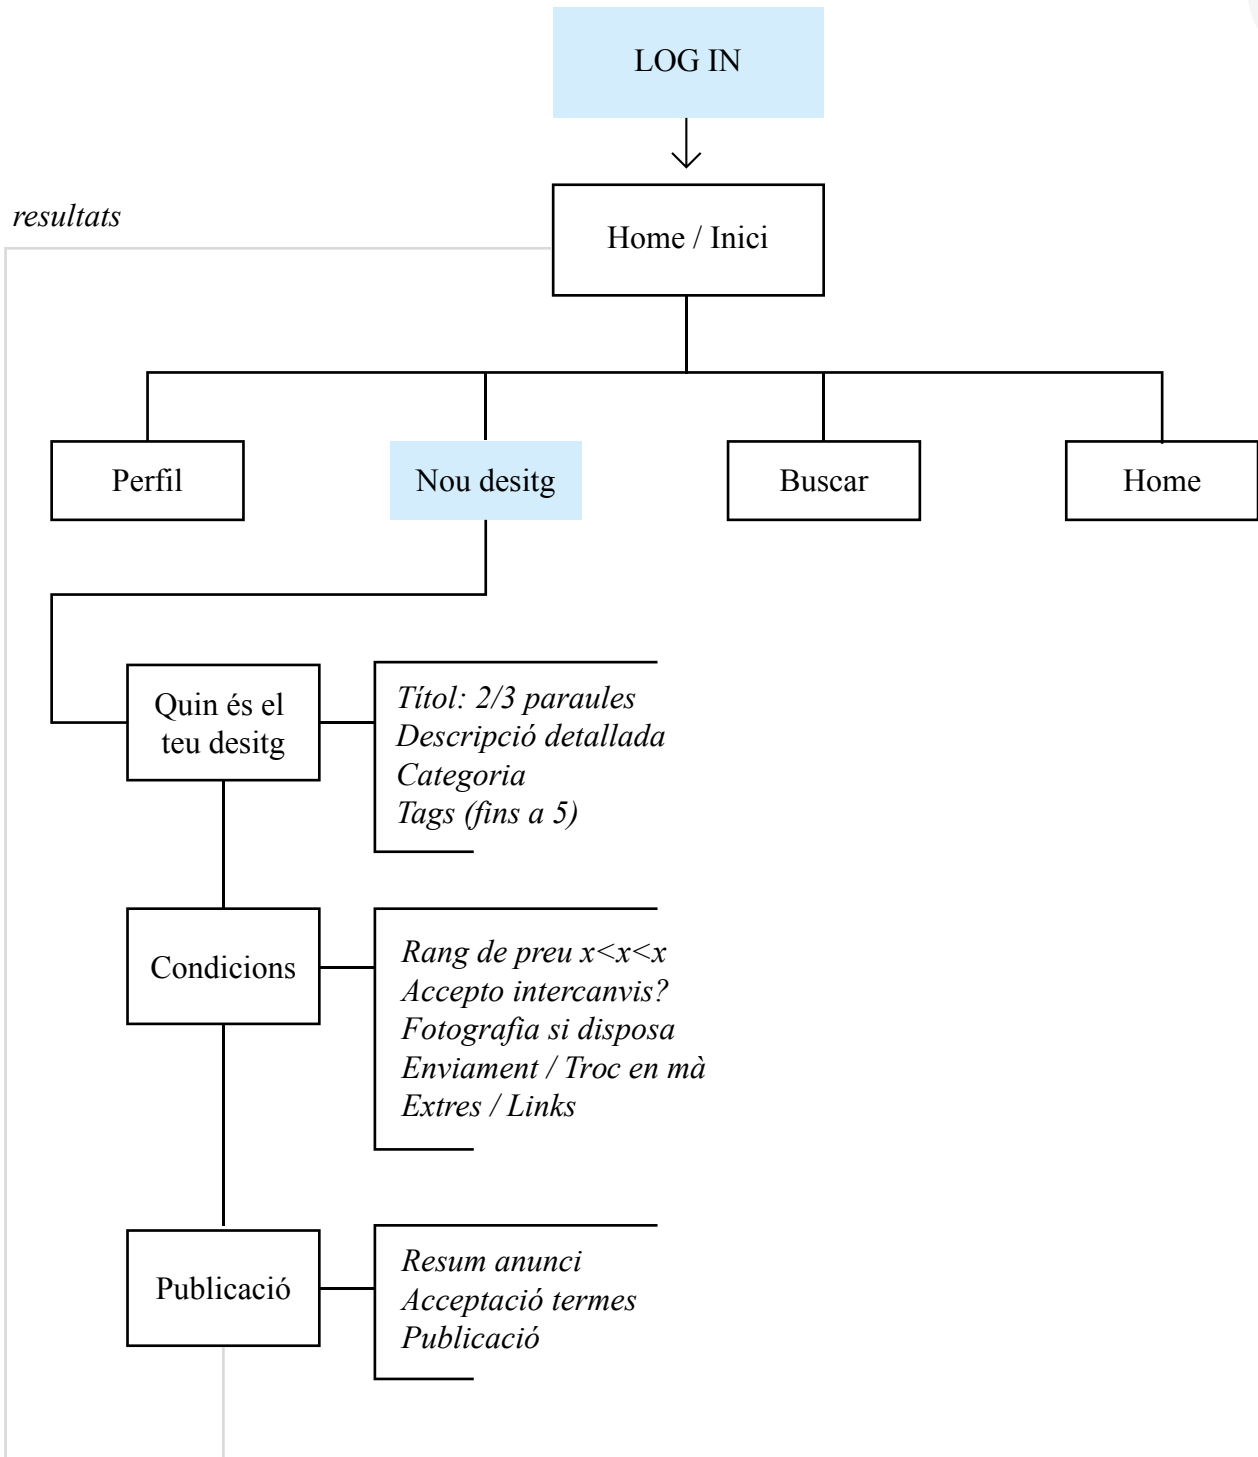 LOG IN
resultats
Home / Inici
Perfil
Nou desitg
Buscar
Home
Quin és el
teu desitg
Títol: 2/3 paraules
Descripció detallada
Categoria
Tags (fins a 5)
Condicions
Rang de preu x<x<x
Accepto intercanvis?
Fotografia si disposa
Enviament / Troc en mà
Extres / Links
Publicació
Resum anunci
Acceptació termes
Publicació